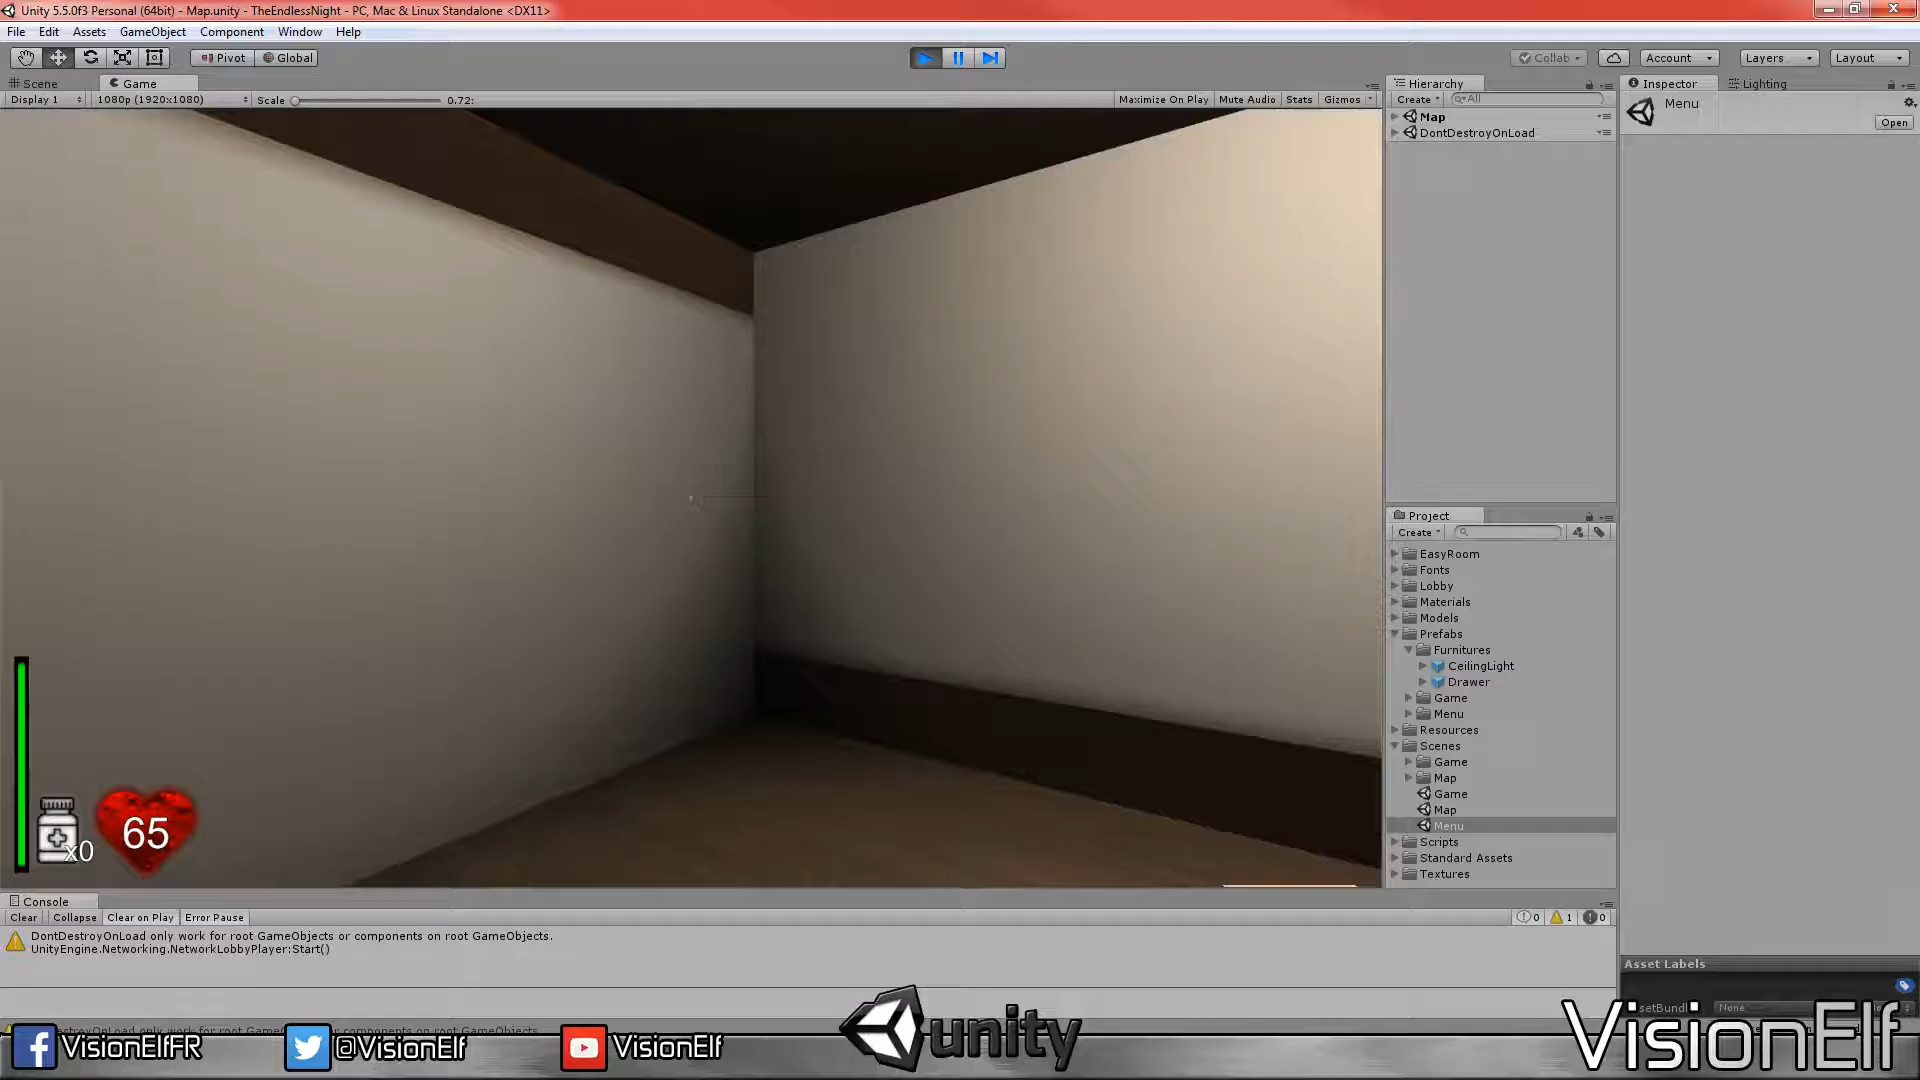 Unity 5.5.0f3 Personal (64bit) - Map.unity - TheEndlessNight - PC, Mac & Linux Standalone <DX11>
File Edit Assets GameObject Component Window Help
Pivot Global Collab Account Layers Layout
Scene Game
Display 1 1080p (1920x1080) Scale 0.72: Maximize On Play Mute Audio Stats Gizmos
Hierarchy
Create All
Map
DontDestroyOnLoad
Inspector Lighting
Menu
Open
Project
Create
EasyRoom
Fonts
Lobby
Materials
Models
Prefabs
Furnitures
CeilingLight
Drawer
Game
Menu
Resources
Scenes
Game
Map
Game
Map
Menu
Scripts
Standard Assets
Textures
65
x0
Console
Clear Collapse Clear on Play Error Pause 0 1 0
DontDestroyOnLoad only work for root GameObjects or components on root GameObjects.
UnityEngine.Networking.NetworkLobbyPlayer:Start()
Asset Labels
None
VisionElfFR @VisionElf VisionElf unity VisionElf